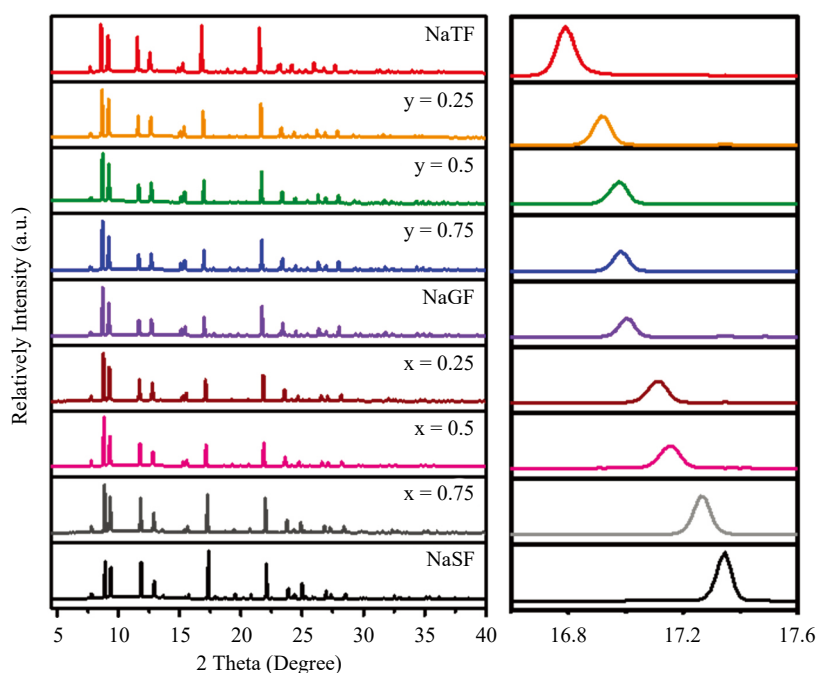 NaTF
y = 0.25
y = 0.5
y = 0.75
NaGF
x = 0.25
x = 0.5
x = 0.75
NaSF
Relatively Intensity (a.u.)
5 10 15 20 25 30 35 40
2 Theta (Degree)
16.8 17.2 17.6